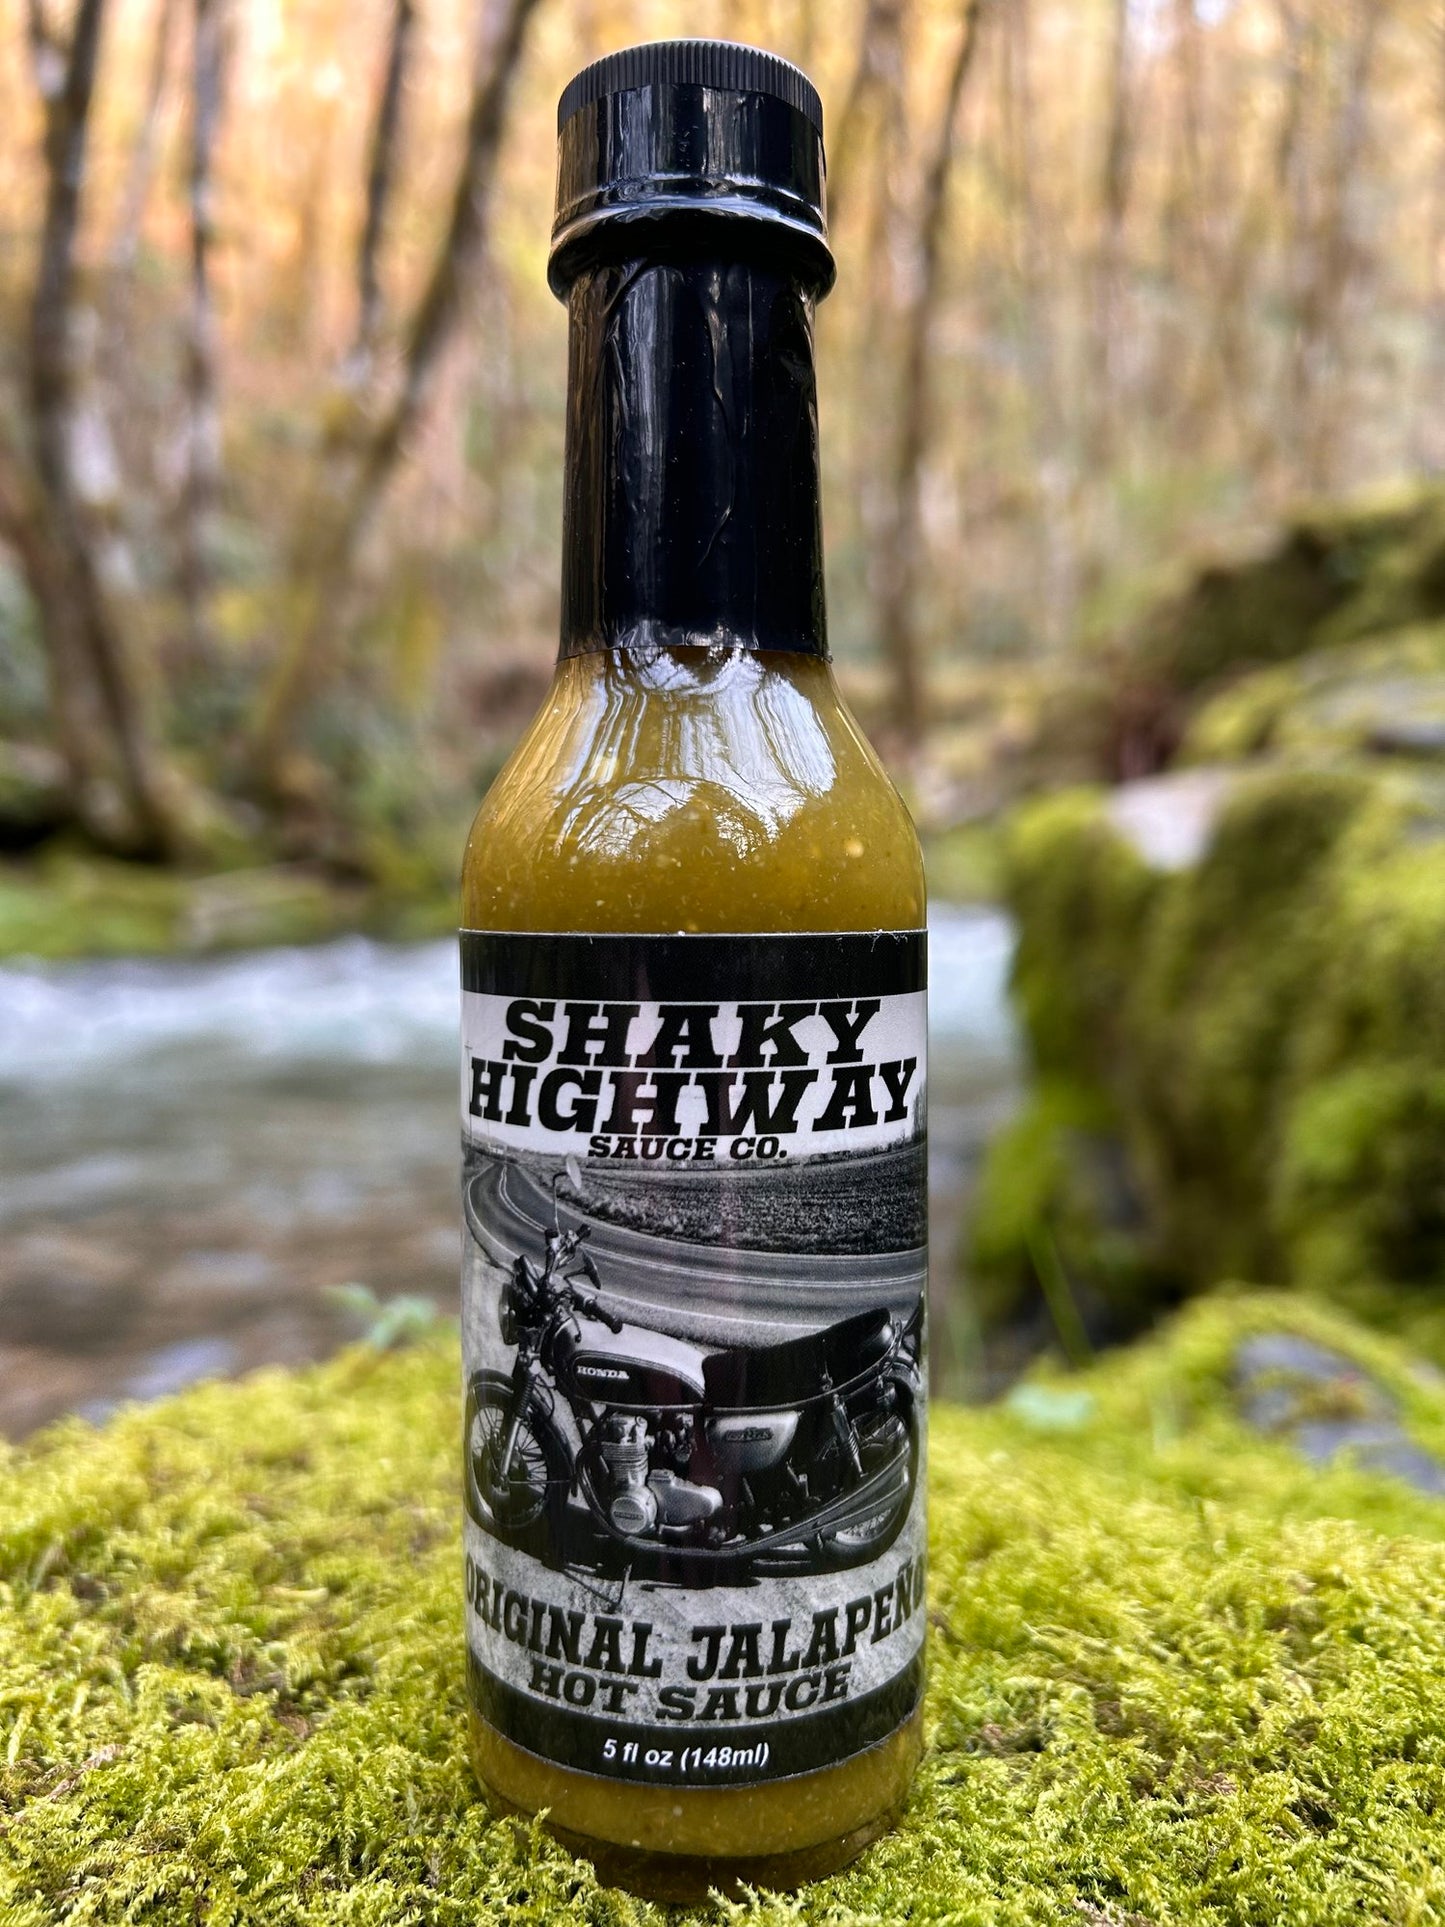 SHAKY
HIGHWAY
SAUCE CO.
HONDA
ORIGINAL JALAPEÑO
HOT SAUCE
5 fl oz (148ml)